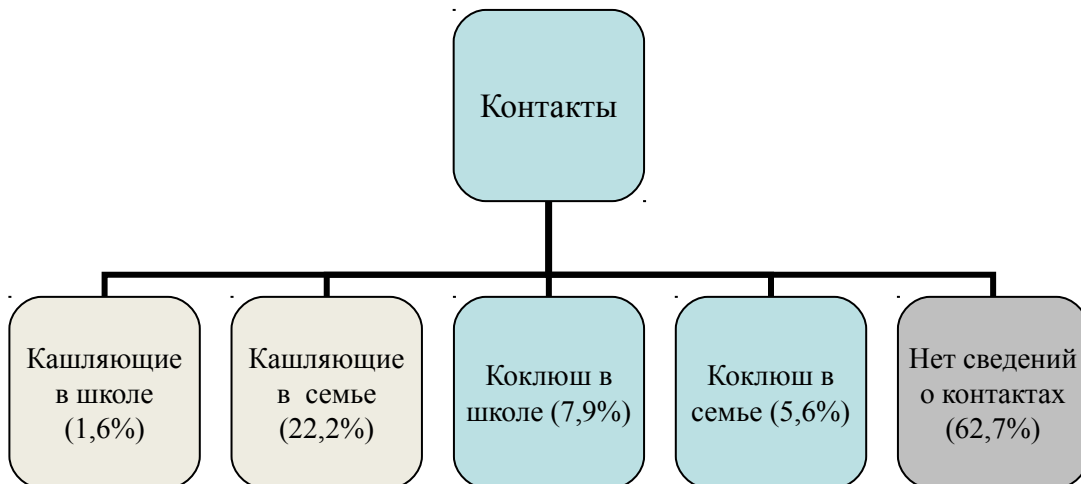 Контакты
Кашляющие
в школе
(1,6%)
Кашляющие
в семье
(22,2%)
Коклюш в
школе (7,9%)
Коклюш в
семье (5,6%)
Нет сведений
о контактах
(62,7%)